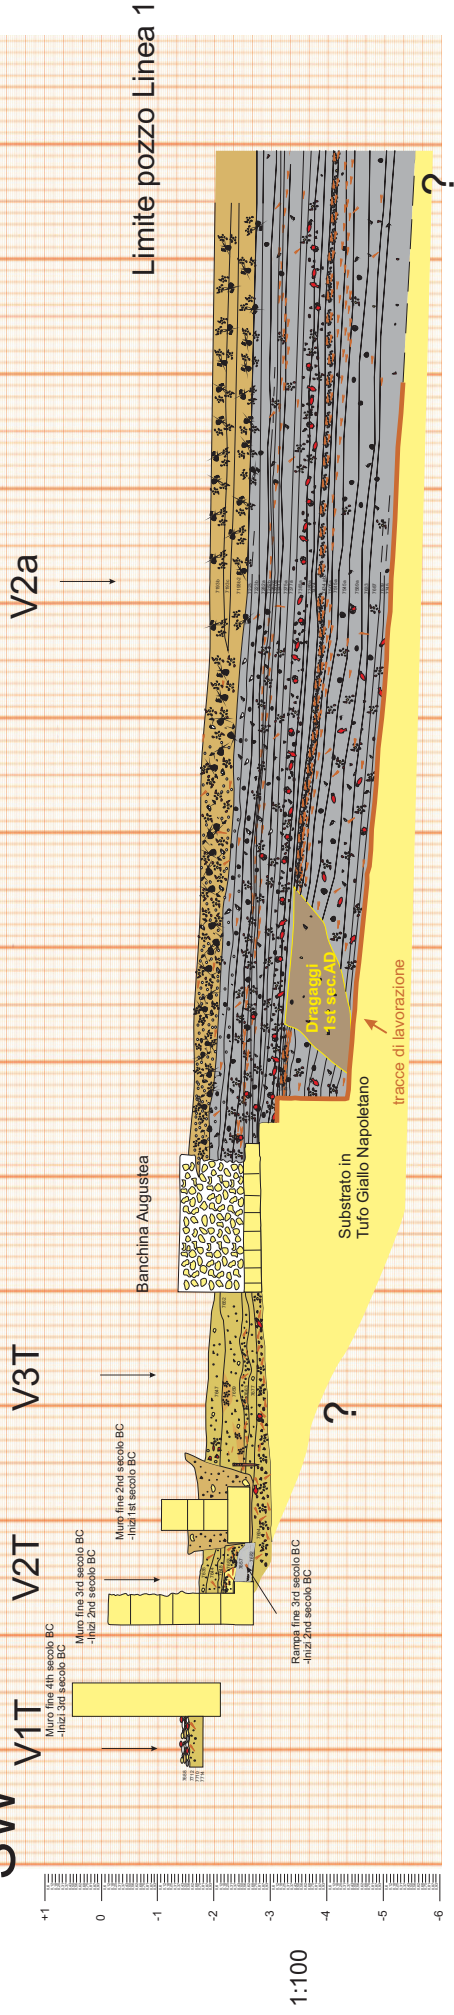 SW
V1T
V2T
V3T
V2a
Limite pozzo Linea 1
Muro fine 4th secolo BC
-Inizi 3rd secolo BC
Muro fine 3rd secolo BC
-Inizi 2nd secolo BC
Muro fine 2nd secolo BC
-Inizi1st secolo BC
Banchina Augustea
Rampa fine 3rd secolo BC
-Inizi 2nd secolo BC
Dragaggi
1st sec.AD
Substrato in
Tufo Giallo Napoletano
tracce di lavorazione
?
?
+1
0
-1
-2
-3
-4
-5
-6
1:100